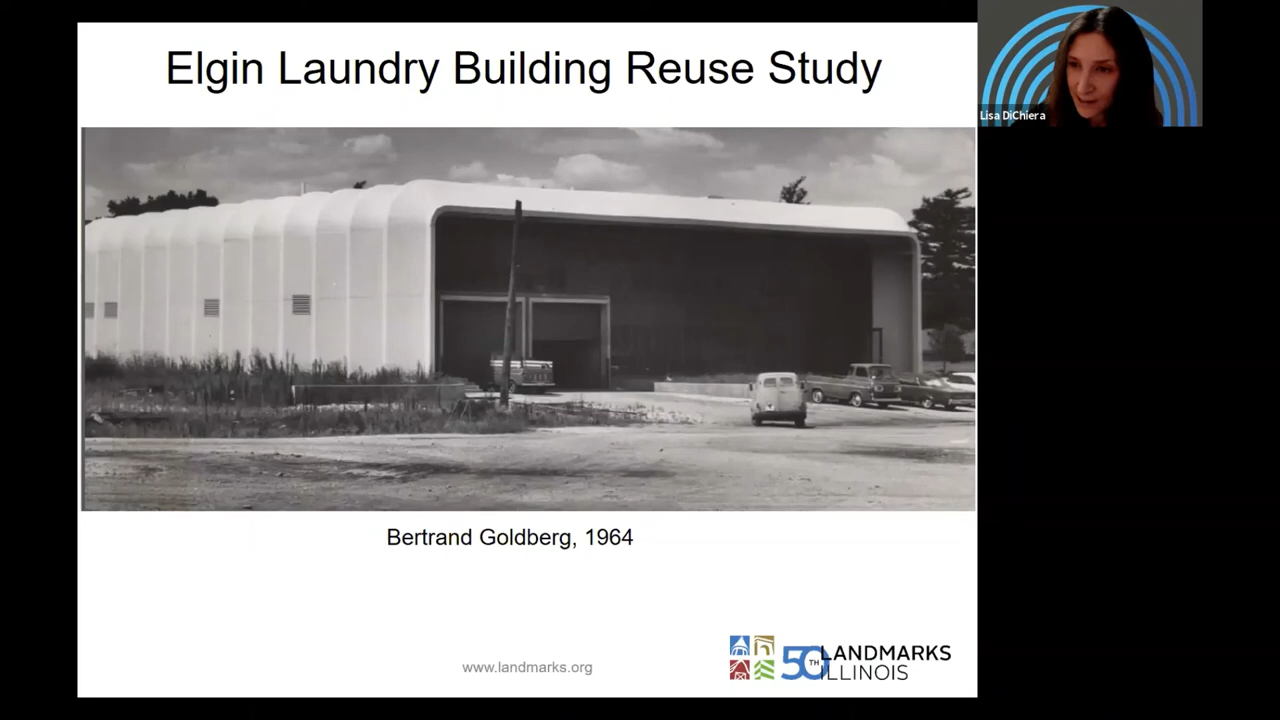 Elgin Laundry Building Reuse Study
Lisa DiChiera
Bertrand Goldberg, 1964
www.landmarks.org
50TH LANDMARKS
ILLINOIS